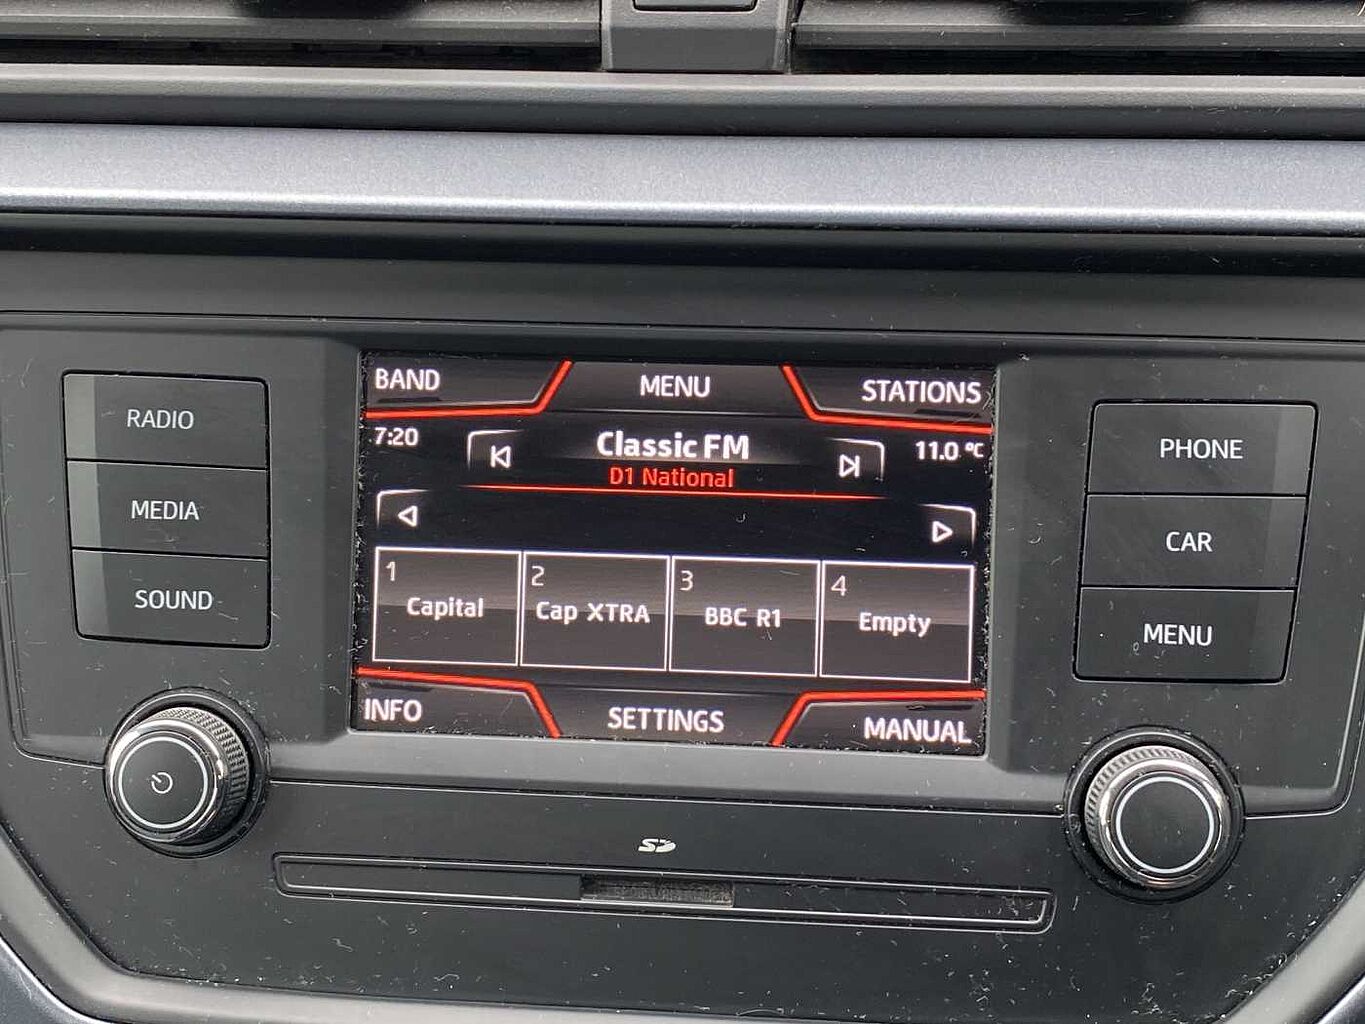 RADIO
MEDIA
SOUND
BAND
MENU
STATIONS
7:20
Classic FM
11.0 °C
D1 National
1
Capital
2
Cap XTRA
3
BBC R1
4
Empty
INFO
SETTINGS
MANUAL
PHONE
CAR
MENU
SD